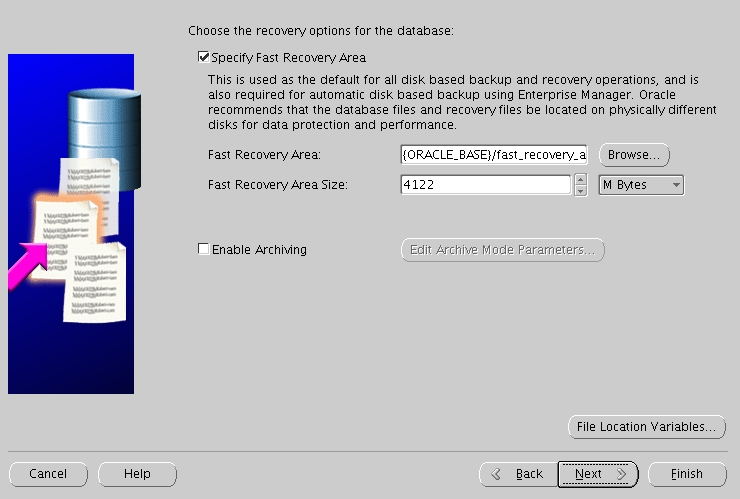 Choose the recovery options for the database:
Specify Fast Recovery Area
This is used as the default for all disk based backup and recovery operations, and is
also required for automatic disk based backup using Enterprise Manager. Oracle
recommends that the database files and recovery files be located on physically different
disks for data protection and performance.
Fast Recovery Area: {ORACLE_BASE}/fast_recovery_a Browse...
Fast Recovery Area Size: 4122 M Bytes
Enable Archiving Edit Archive Mode Parameters...
File Location Variables...
Cancel Help Back Next Finish